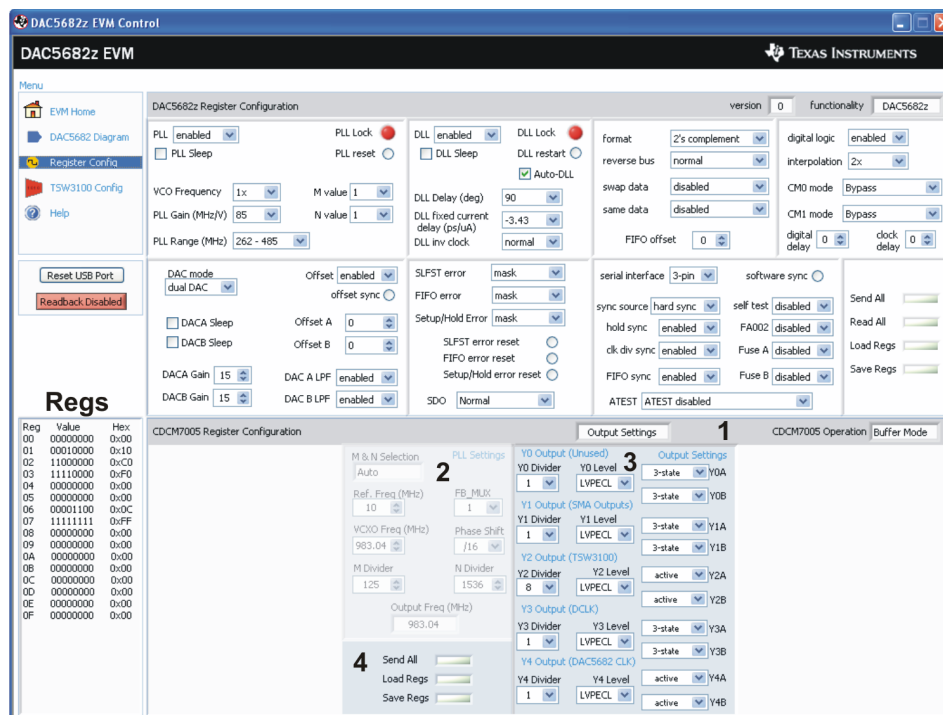 DAC5682z EVM Control
DAC5682z EVM
TEXAS INSTRUMENTS
Menu
EVM Home
DAC5682 Diagram
Register Config
TSW3100 Config
Help
Reset USB Port
Readback Disabled
DAC5682z Register Configuration
version 0 functionality DAC5682z
PLL enabled PLL Lock
PLL Sleep PLL reset
VCO Frequency 1x M value 1
PLL Gain (MHz/V) 85 N value 1
PLL Range (MHz) 262 - 485
DLL enabled DLL Lock
DLL Sleep DLL restart
Auto-DLL
DLL Delay (deg) 90
DLL fixed current delay (ps/uA) -3.43
DLL inv clock normal
format 2's complement
reverse bus normal
swap data disabled
same data disabled
FIFO offset 0
digital logic enabled
interpolation 2x
CM0 mode Bypass
CM1 mode Bypass
digital delay 0 clock delay 0
DAC mode
dual DAC
Offset enabled
offset sync
DACA Sleep Offset A 0
DACB Sleep Offset B 0
DACA Gain 15 DAC A LPF enabled
DACB Gain 15 DAC B LPF enabled
SLFST error mask
FIFO error mask
Setup/Hold Error mask
SLFST error reset
FIFO error reset
Setup/Hold error reset
SDO Normal
serial interface 3-pin software sync
sync source hard sync self test disabled
hold sync enabled FA002 disabled
clk div sync enabled Fuse A disabled
FIFO sync enabled Fuse B disabled
ATEST ATEST disabled
Send All
Read All
Load Regs
Save Regs
Regs
Reg Value Hex
00 00000000 0x00
01 00010000 0x10
02 11000000 0xC0
03 11110000 0xF0
04 00000000 0x00
05 00000000 0x00
06 00001100 0x0C
07 11111111 0xFF
08 00000000 0x00
09 00000000 0x00
0A 00000000 0x00
0B 00000000 0x00
0C 00000000 0x00
0D 00000000 0x00
0E 00000000 0x00
0F 00000000 0x00
CDCM7005 Register Configuration
Output Settings
1
CDCM7005 Operation Buffer Mode
M & N Selection PLL Settings
Auto
2
Ref. Freq (MHz) FB_MUX
10 1
VCXO Freq (MHz) Phase Shift
983.04 /16
M Divider N Divider
125 1536
Output Freq (MHz)
983.04
4
Send All
Load Regs
Save Regs
Y0 Output (Unused) Output Settings
3
Y0 Divider Y0 Level
1 LVPECL
3-state Y0A
3-state Y0B
Y1 Output (SMA Outputs)
Y1 Divider Y1 Level
1 LVPECL
3-state Y1A
3-state Y1B
Y2 Output (TSW3100)
Y2 Divider Y2 Level
8 LVPECL
active Y2A
active Y2B
Y3 Output (DCLK)
Y3 Divider Y3 Level
1 LVPECL
3-state Y3A
3-state Y3B
Y4 Output (DAC5682 CLK)
Y4 Divider Y4 Level
1 LVPECL
active Y4A
active Y4B